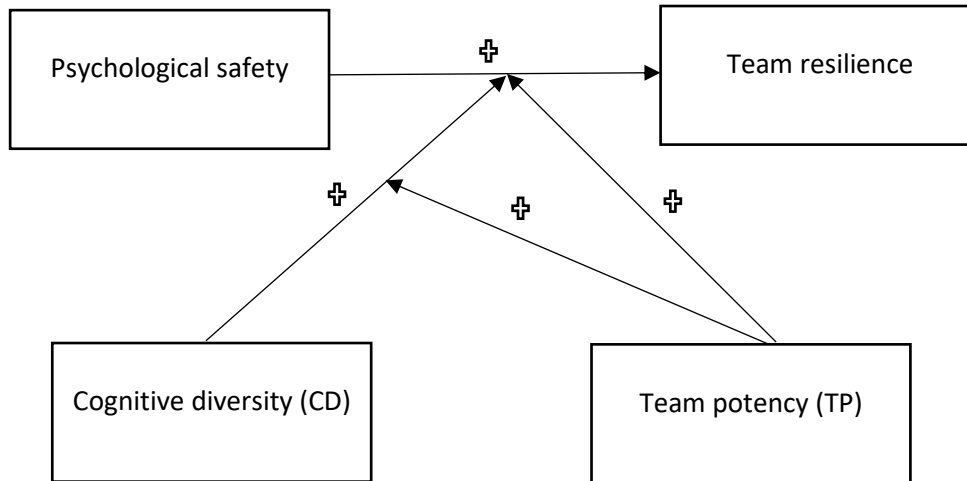 Psychological safety
Team resilience
Cognitive diversity (CD)
Team potency (TP)